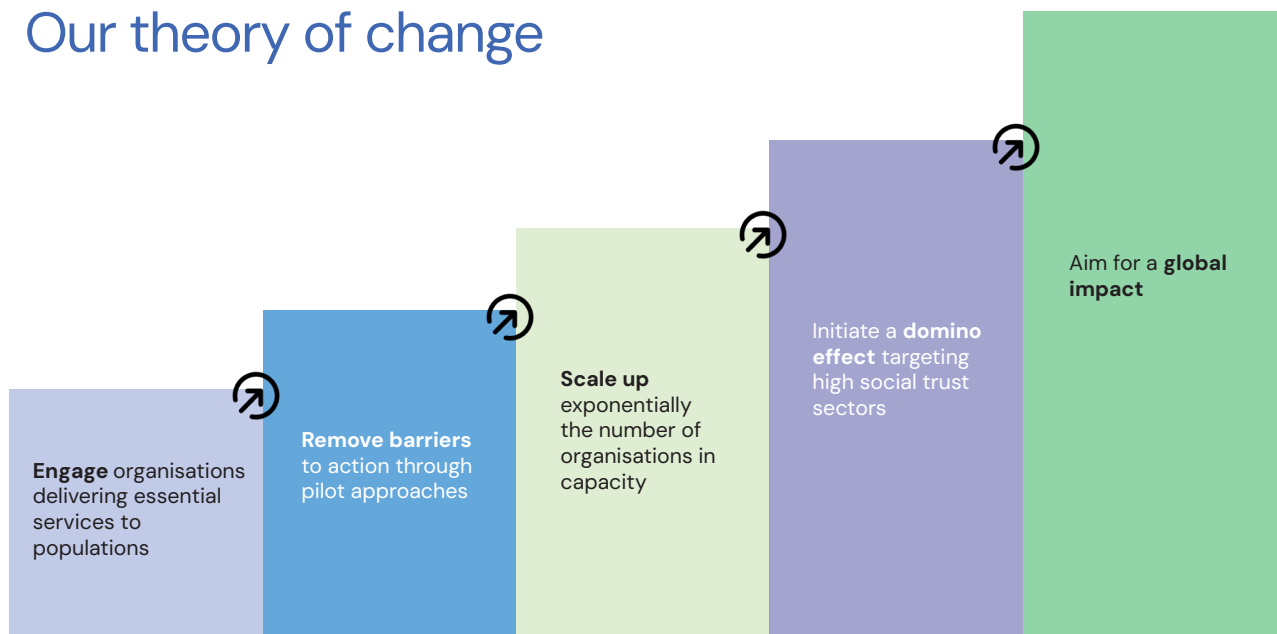 Our theory of change
Engage organisations
delivering essential
services to
populations
Remove barriers
to action through
pilot approaches
Scale up
exponentially
the number of
organisations in
capacity
Initiate a domino
effect targeting
high social trust
sectors
Aim for a global
impact